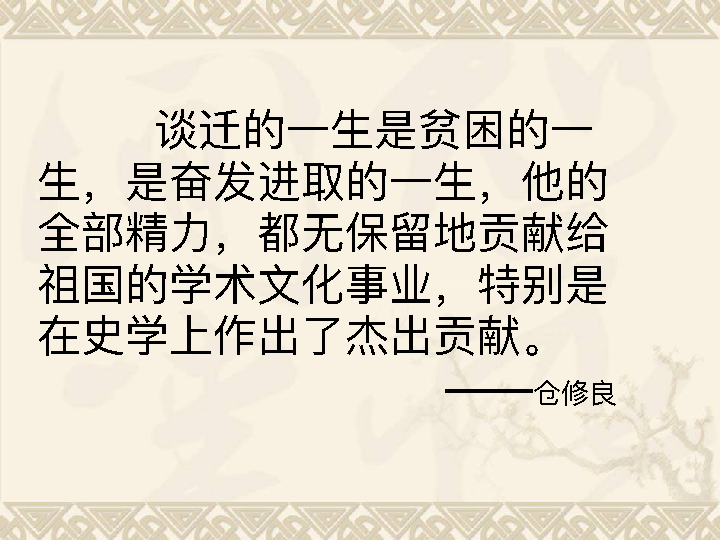 谈迁的一生是贫困的一
生，是奋发进取的一生，他的
全部精力，都无保留地贡献给
祖国的学术文化事业，特别是
在史学上作出了杰出贡献。
——仓修良